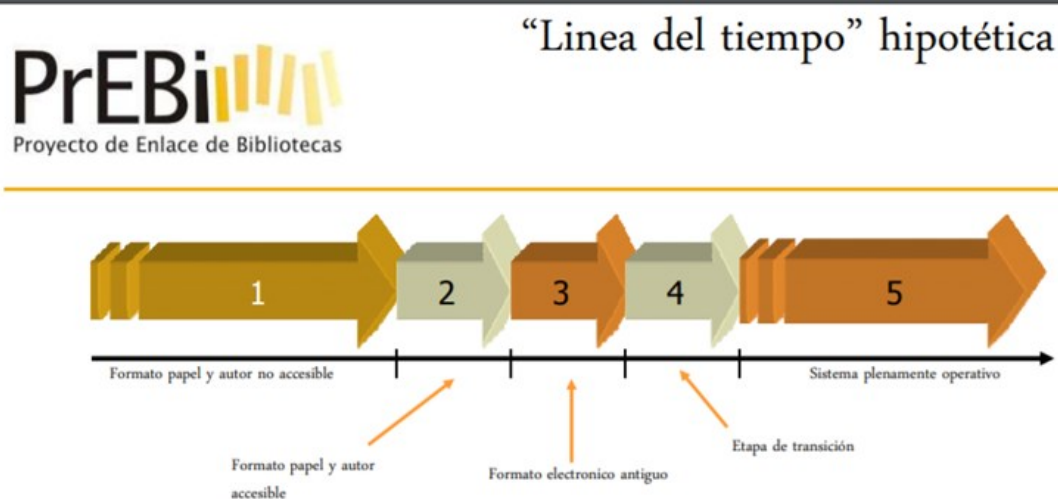 “Linea del tiempo” hipotética
PrEBi
Proyecto de Enlace de Bibliotecas
1
2
3
4
5
Formato papel y autor no accesible
Sistema plenamente operativo
Formato papel y autor
accesible
Formato electronico antiguo
Etapa de transición